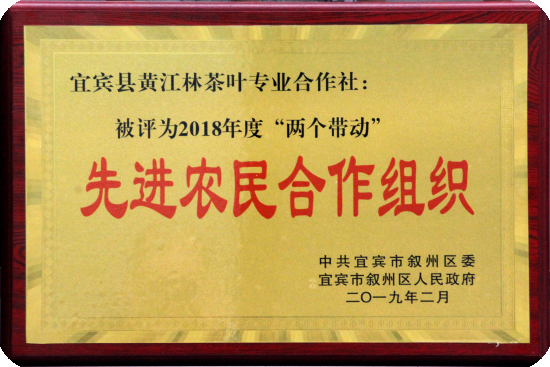 宜宾县黄江林茶叶专业合作社：
被评为2018年度“两个带动”
先进农民合作组织
中共宜宾市叙州区委
宜宾市叙州区人民政府
二〇一九年二月